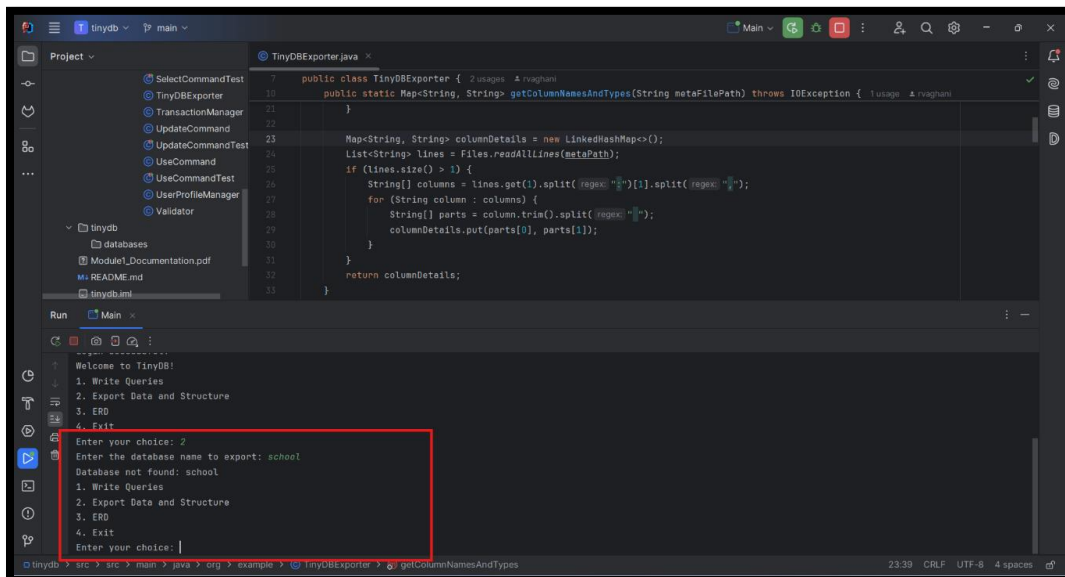 tinydb main Main
Project
TinyDBExporter.java
SelectCommandTest
TinyDBExporter
TransactionManager
UpdateCommand
UpdateCommandTest
UseCommand
UseCommandTest
UserProfileManager
Validator
tinydb
databases
Module1_Documentation.pdf
README.md
tinydb.iml
7 public class TinyDBExporter { 2 usages rvaghani
10 public static Map<String, String> getColumnNamesAndTypes(String metaFilePath) throws IOException { 1 usage rvaghani
21 }
22
23 Map<String, String> columnDetails = new LinkedHashMap<>();
24 List<String> lines = Files.readAllLines(metaPath);
25 if (lines.size() > 1) {
26 String[] columns = lines.get(1).split( regex: ":")[1].split( regex: ",");
27 for (String column : columns) {
28 String[] parts = column.trim().split( regex: " ");
29 columnDetails.put(parts[0], parts[1]);
30 }
31 }
32 return columnDetails;
33 }
Run Main
Welcome to TinyDB!
1. Write Queries
2. Export Data and Structure
3. ERD
4. Exit
Enter your choice: 2
Enter the database name to export: school
Database not found: school
1. Write Queries
2. Export Data and Structure
3. ERD
4. Exit
Enter your choice:
tinydb > src > src > main > java > org > example > TinyDBExporter > getColumnNamesAndTypes 23:39 CRLF UTF-8 4 spaces